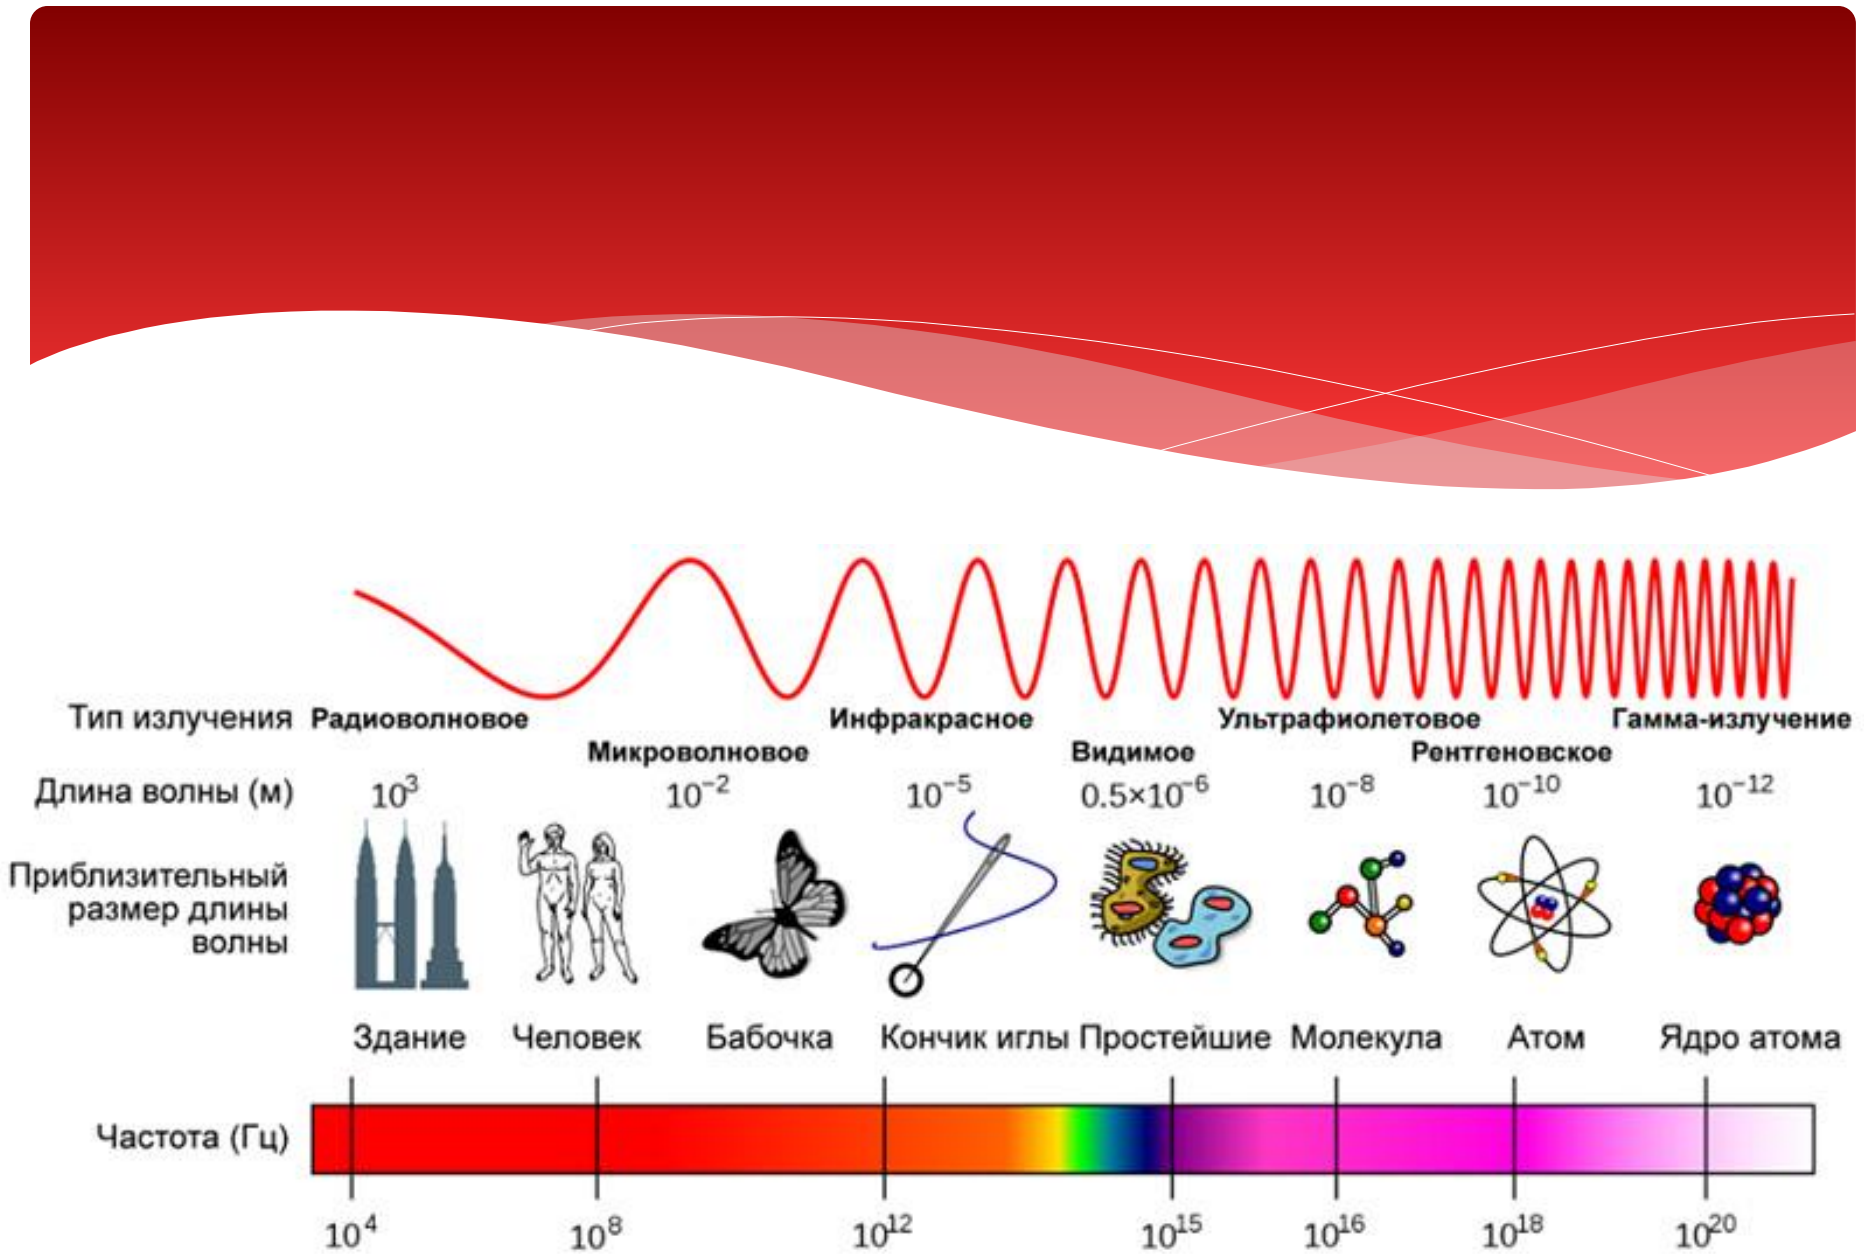 Тип излучения Радиоволновое Инфракрасное Ультрафиолетовое Гамма-излучение
Микроволновое Видимое Рентгеновское
Длина волны (м) 10³ 10⁻² 10⁻⁵ 0.5×10⁻⁶ 10⁻⁸ 10⁻¹⁰ 10⁻¹²
Приблизительный
размер длины
волны
Здание Человек Бабочка Кончик иглы Простейшие Молекула Атом Ядро атома
Частота (Гц)
10⁴ 10⁸ 10¹² 10¹⁵ 10¹⁶ 10¹⁸ 10²⁰